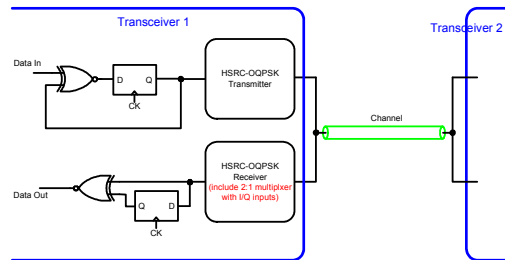 Transceiver 1
Transceiver 2
Data In
D
Q
CK
HSRC-OQPSK
Transmitter
Channel
HSRC-OQPSK
Receiver
(include 2:1 multiplxer
with I/Q inputs)
Data Out
Q
D
CK